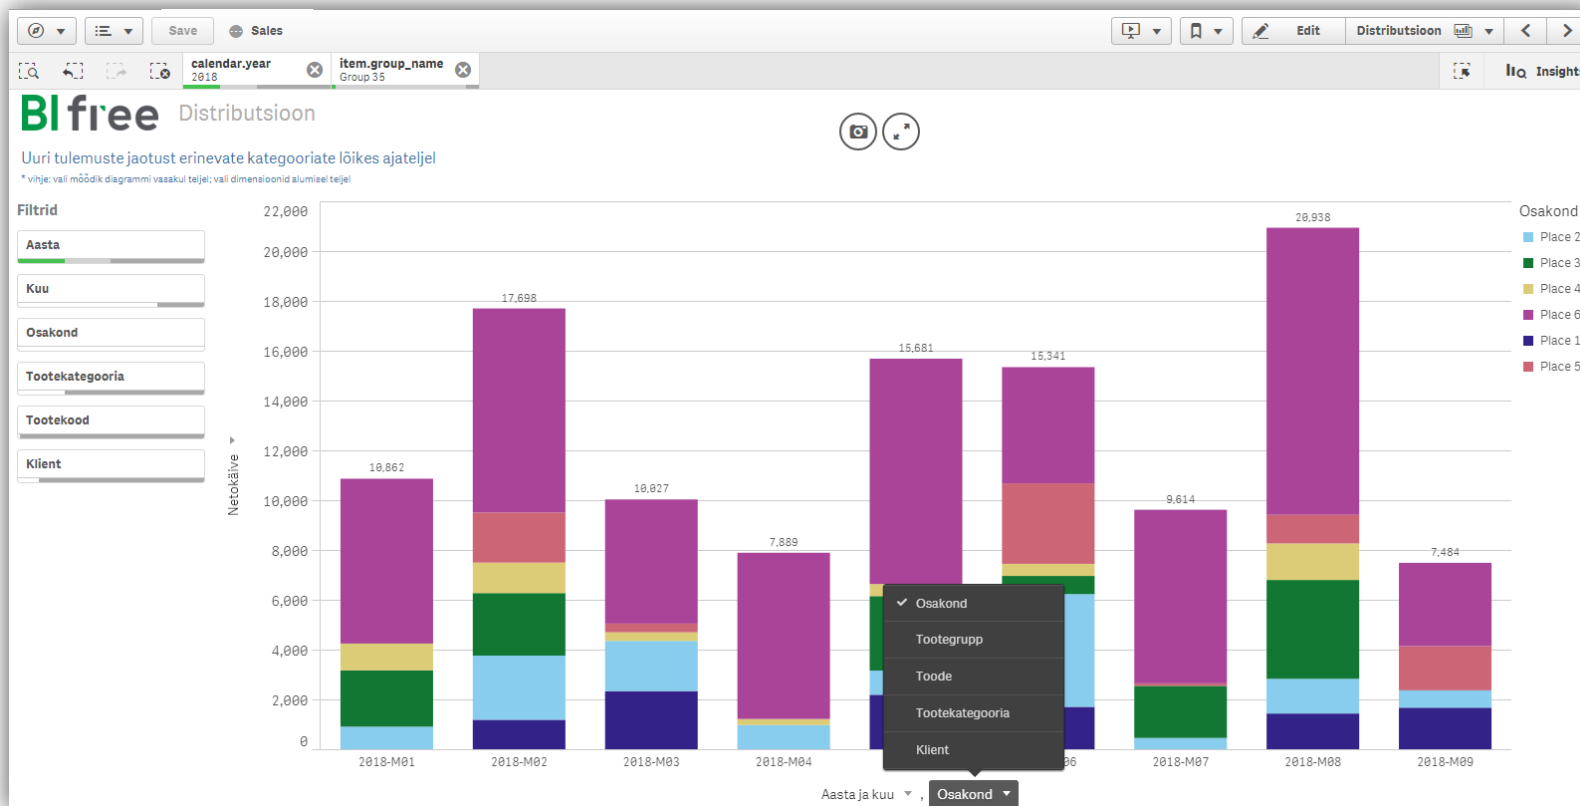 Save
Sales
Edit
Distributsioon
calendar.year
2018
item.group_name
Group 35
Insights
BI free
Distributsioon
Uuri tulemuste jaotust erinevate kategooriate lõikes ajateljel
* vihje: vali mõõdik diagrammi vasakul teljel; vali dimensioonid alumisel teljel
Filtrid
Aasta
Kuu
Osakond
Tootekategooria
Tootekood
Klient
Netokäive
22,000
20,000
18,000
16,000
14,000
12,000
10,000
8,000
6,000
4,000
2,000
0
10,862
17,698
10,027
7,889
15,681
15,341
9,614
20,938
7,484
Osakond
Place 2
Place 3
Place 4
Place 6
Place 1
Place 5
Osakond
Tootegrupp
Toode
Tootekategooria
Klient
2018-M01
2018-M02
2018-M03
2018-M04
06
2018-M07
2018-M08
2018-M09
Aasta ja kuu , Osakond